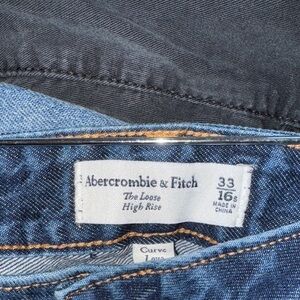 Abercrombie & Fitch
The Loose
High Rise
33
16s
MADE IN
CHINA
Curve
Love